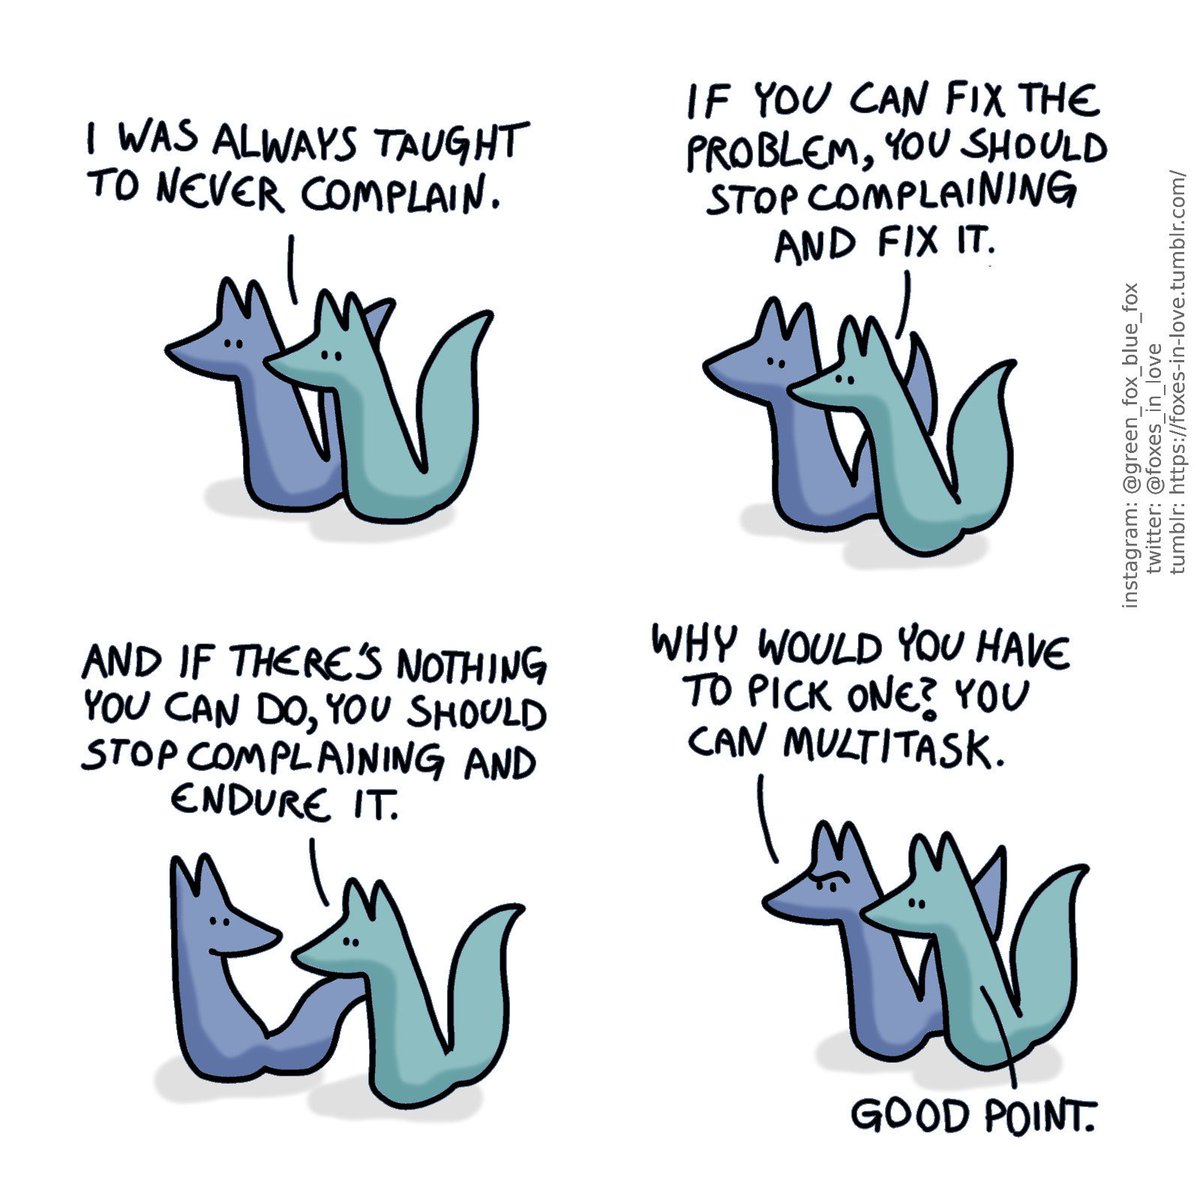 I WAS ALWAYS TAUGHT
TO NEVER COMPLAIN.
IF YOU CAN FIX THE
PROBLEM, YOU SHOULD
STOP COMPLAINING
AND FIX IT.
AND IF THERE'S NOTHING
YOU CAN DO, YOU SHOULD
STOP COMPLAINING AND
ENDURE IT.
WHY WOULD YOU HAVE
TO PICK ONE? YOU
CAN MULTITASK.
GOOD POINT.
instagram: @green_fox_blue_fox
twitter: @foxes_in_love
tumblr: https://foxes-in-love.tumblr.com/